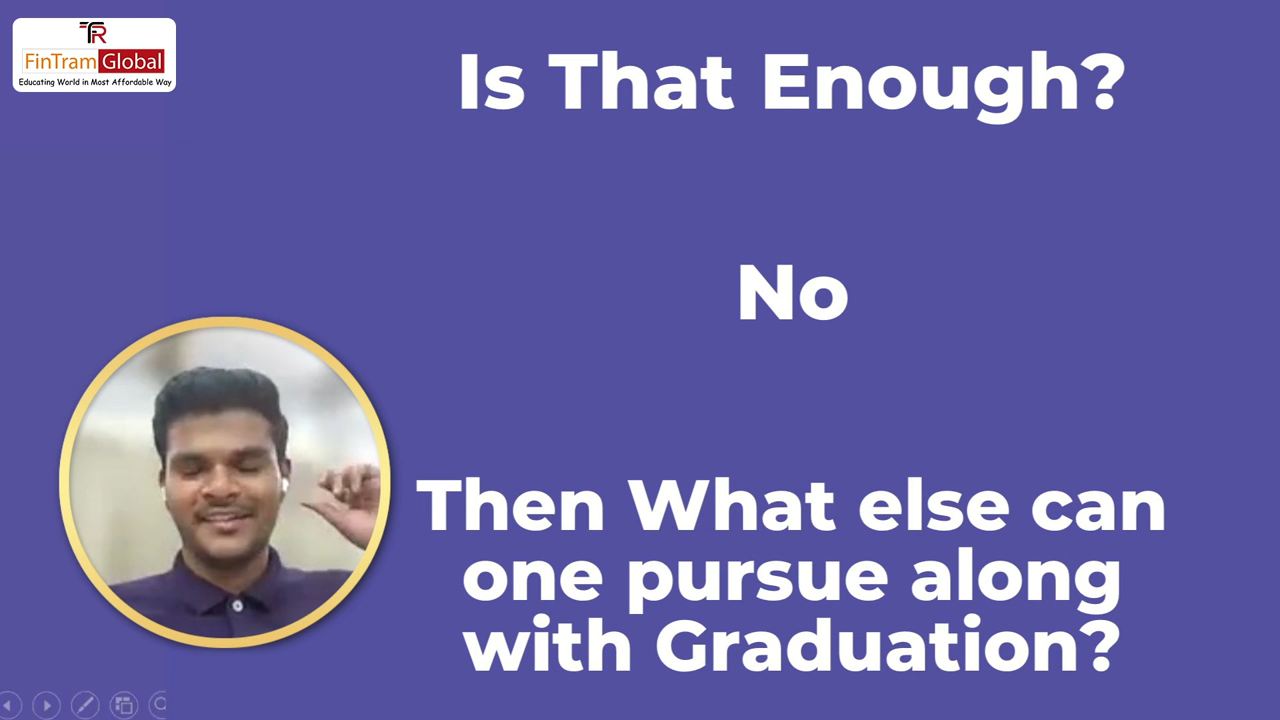 FR
FinTram Global
Educating World in Most Affordable Way
Is That Enough?
No
Then What else can
one pursue along
with Graduation?